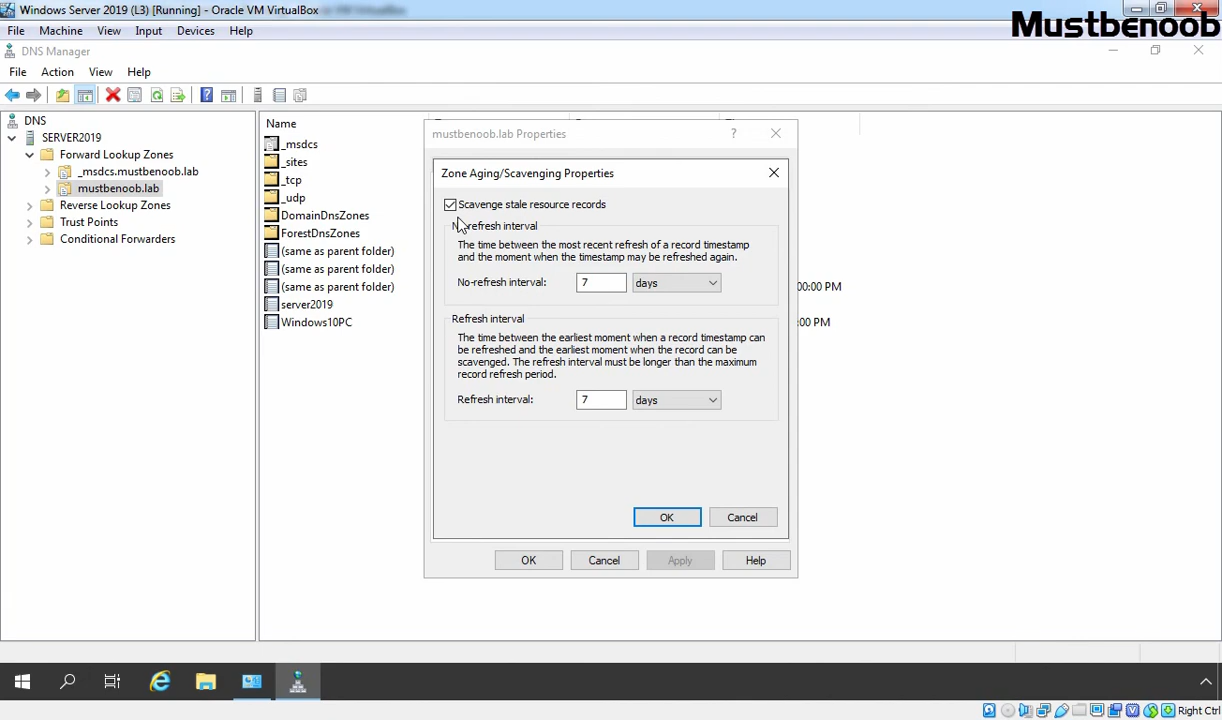 Windows Server 2019 (L3) [Running] - Oracle VM VirtualBox
Mustbenoob
File Machine View Input Devices Help
DNS Manager
File Action View Help
DNS
SERVER2019
Forward Lookup Zones
_msdcs.mustbenoob.lab
mustbenoob.lab
Reverse Lookup Zones
Trust Points
Conditional Forwarders
Name
_msdcs
_sites
_tcp
_udp
DomainDnsZones
ForestDnsZones
(same as parent folder)
(same as parent folder)
(same as parent folder)
server2019
Windows10PC
00:00 PM
:00 PM
mustbenoob.lab Properties
Zone Aging/Scavenging Properties
Scavenge stale resource records
No-refresh interval
The time between the most recent refresh of a record timestamp
and the moment when the timestamp may be refreshed again.
No-refresh interval: 7 days
Refresh interval
The time between the earliest moment when a record timestamp can
be refreshed and the earliest moment when the record can be
scavenged. The refresh interval must be longer than the maximum
record refresh period.
Refresh interval: 7 days
OK Cancel
OK Cancel Apply Help
Right Ctrl